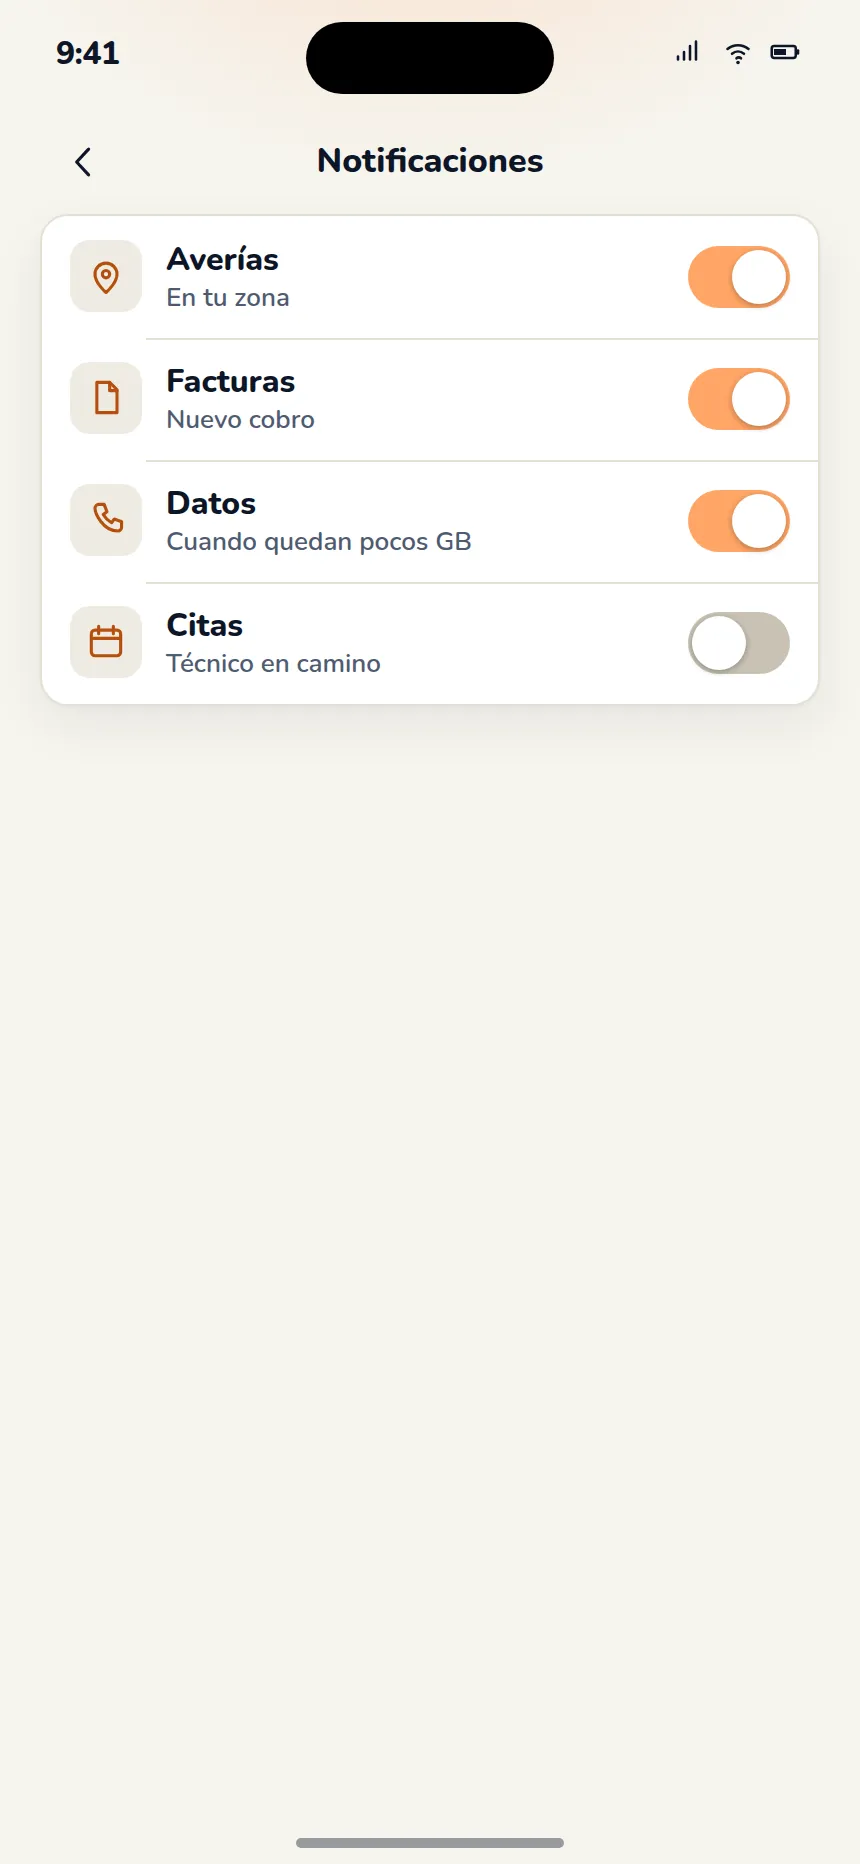 9:41
Notificaciones
Averías
En tu zona
Facturas
Nuevo cobro
Datos
Cuando quedan pocos GB
Citas
Técnico en camino